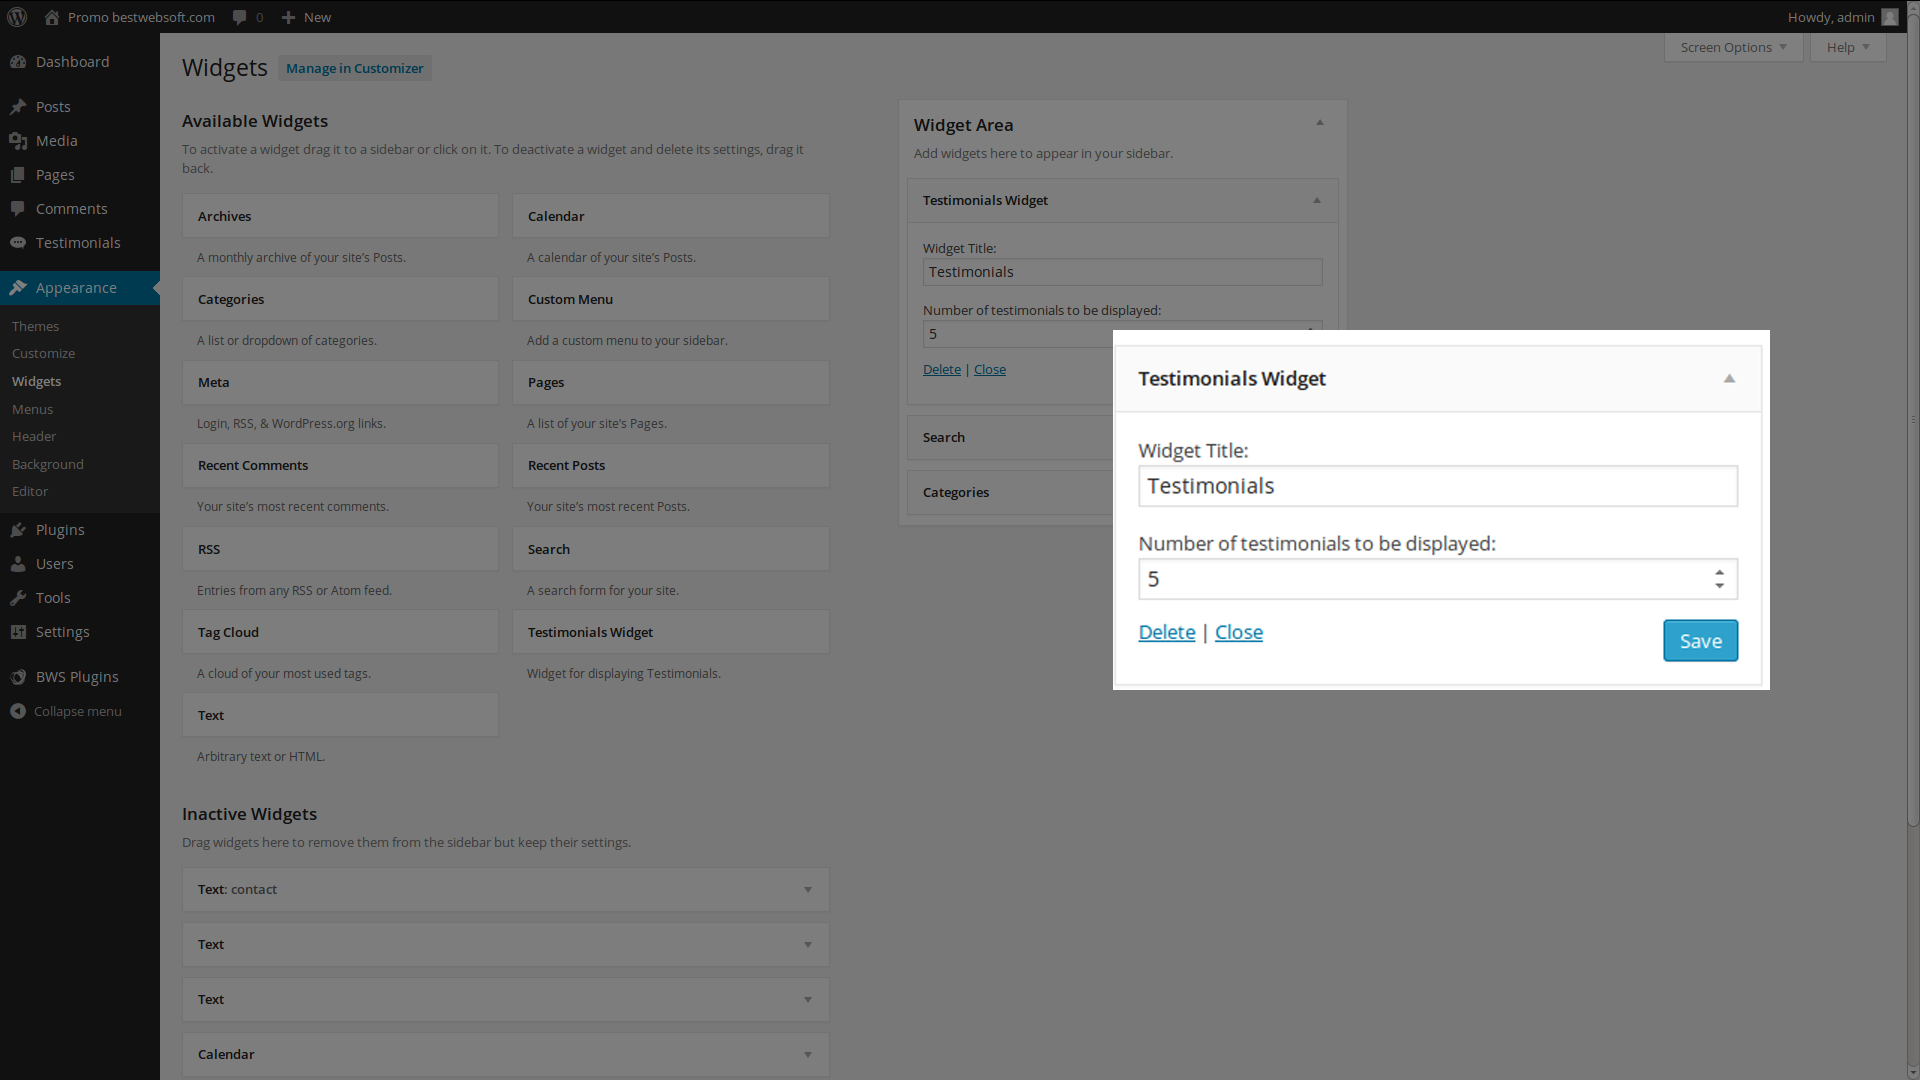 Promo bestwebsoft.com
0
New
Howdy, admin
Dashboard
Posts
Media
Pages
Comments
Testimonials
Appearance
Themes
Customize
Widgets
Menus
Header
Background
Editor
Plugins
Users
Tools
Settings
BWS Plugins
Collapse menu
Screen Options
Help
Widgets
Manage in Customizer
Available Widgets
To activate a widget drag it to a sidebar or click on it. To deactivate a widget and delete its settings, drag it
back.
Archives
Calendar
A monthly archive of your site's Posts.
A calendar of your site's Posts.
Categories
Custom Menu
A list or dropdown of categories.
Add a custom menu to your sidebar.
Meta
Pages
Login, RSS, & WordPress.org links.
A list of your site's Pages.
Recent Comments
Recent Posts
Your site's most recent comments.
Your site's most recent Posts.
RSS
Search
Entries from any RSS or Atom feed.
A search form for your site.
Tag Cloud
Testimonials Widget
A cloud of your most used tags.
Widget for displaying Testimonials.
Text
Arbitrary text or HTML.
Inactive Widgets
Drag widgets here to remove them from the sidebar but keep their settings.
Text: contact
Text
Text
Calendar
Widget Area
Add widgets here to appear in your sidebar.
Testimonials Widget
Widget Title:
Testimonials
Number of testimonials to be displayed:
5
Delete | Close
Search
Categories
Testimonials Widget
Widget Title:
Testimonials
Number of testimonials to be displayed:
5
Delete | Close
Save